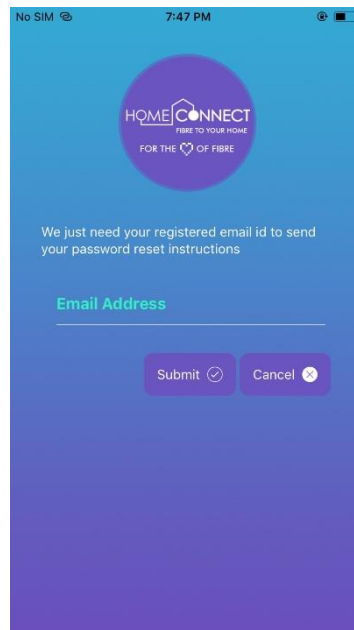 No SIM 7:47 PM
HOME CONNECT
FIBRE TO YOUR HOME
FOR THE OF FIBRE
We just need your registered email id to send
your password reset instructions
Email Address
Submit Cancel